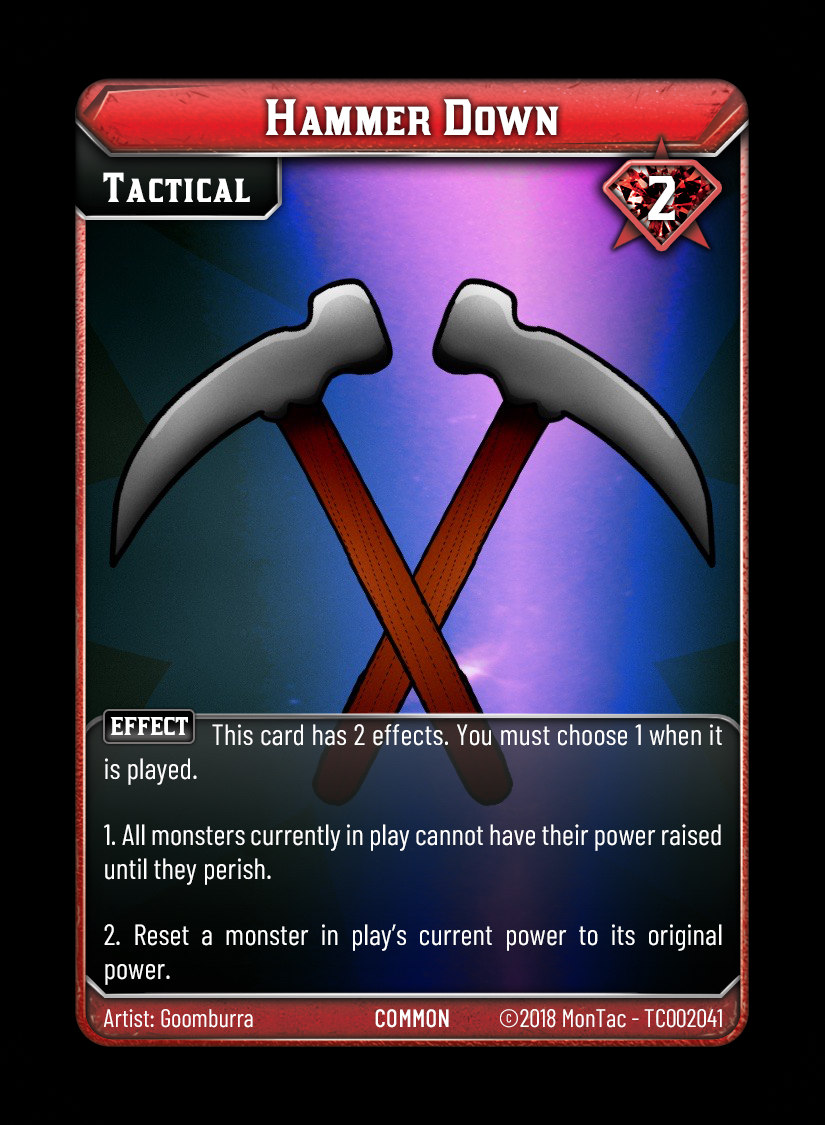 Hammer Down
Tactical
2
EFFECT This card has 2 effects. You must choose 1 when it
is played.
1. All monsters currently in play cannot have their power raised
until they perish.
2. Reset a monster in play's current power to its original
power.
Artist: Goomburra COMMON ©2018 MonTac - TC002041